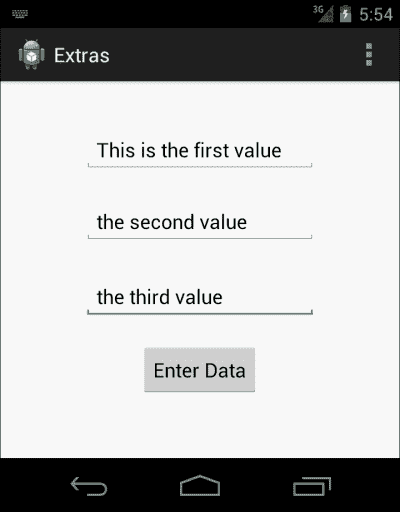 3G 5:54
Extras
This is the first value
the second value
the third value
Enter Data